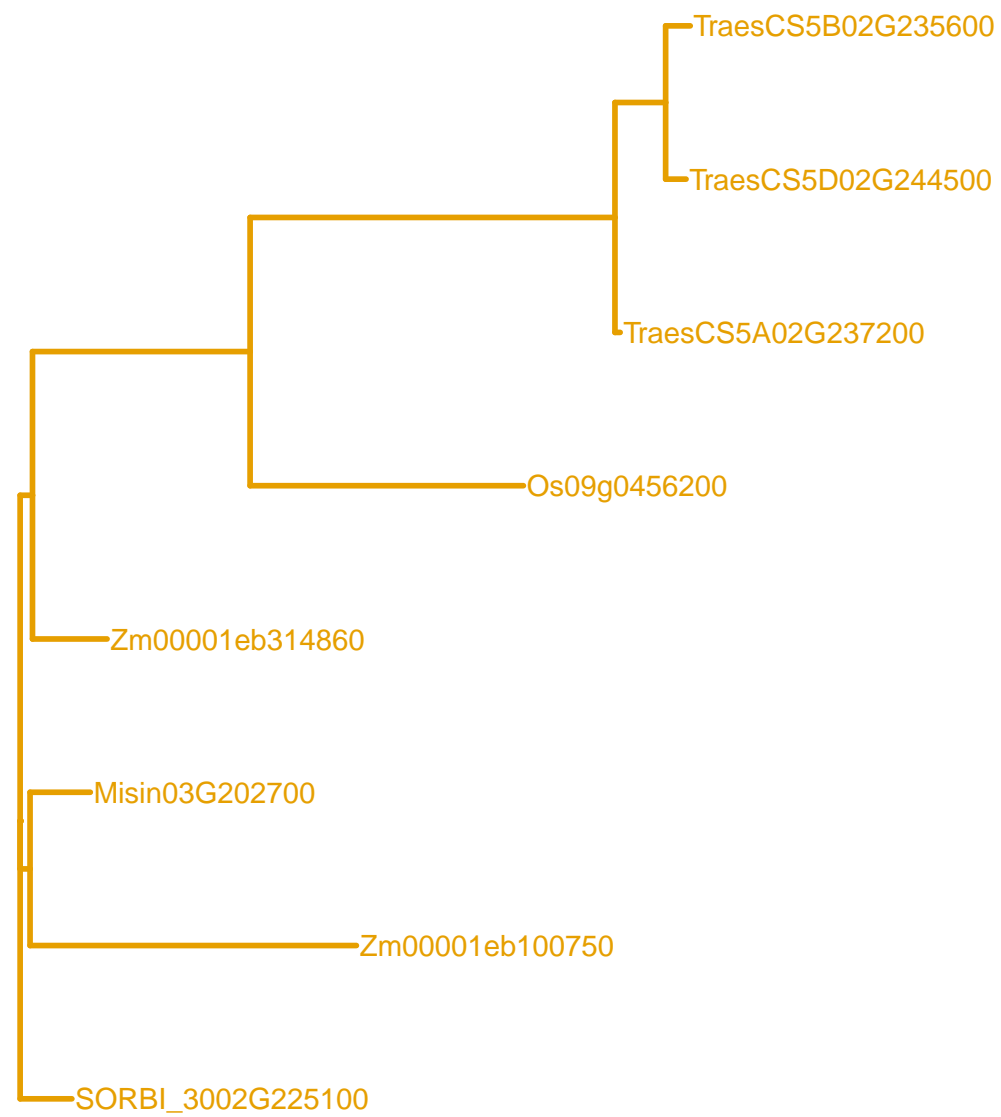 TraesCS5B02G235600
TraesCS5D02G244500
TraesCS5A02G237200
Os09g0456200
Zm00001eb314860
Misin03G202700
Zm00001eb100750
SORBI_3002G225100